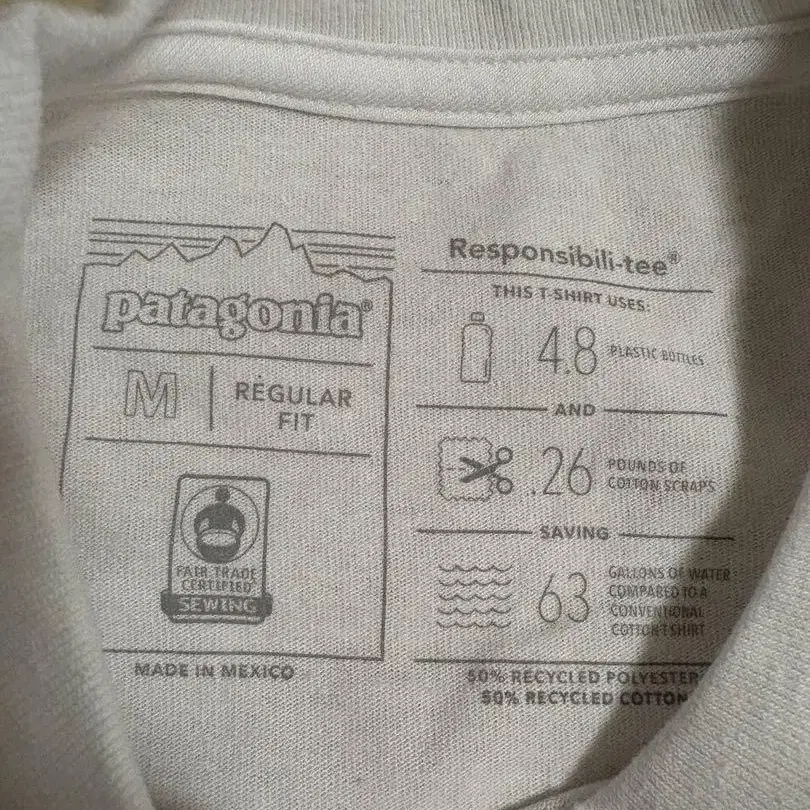 patagonia®
M
REGULAR
FIT
FAIR TRADE
CERTIFIED
SEWING
MADE IN MEXICO
Responsibili-tee®
THIS T-SHIRT USES:
4.8 PLASTIC BOTTLES
AND
.26 POUNDS OF
COTTON SCRAPS
SAVING
63 GALLONS OF WATER
COMPARED TO A
CONVENTIONAL
COTTON T-SHIRT
50% RECYCLED POLYESTER
50% RECYCLED COTTON